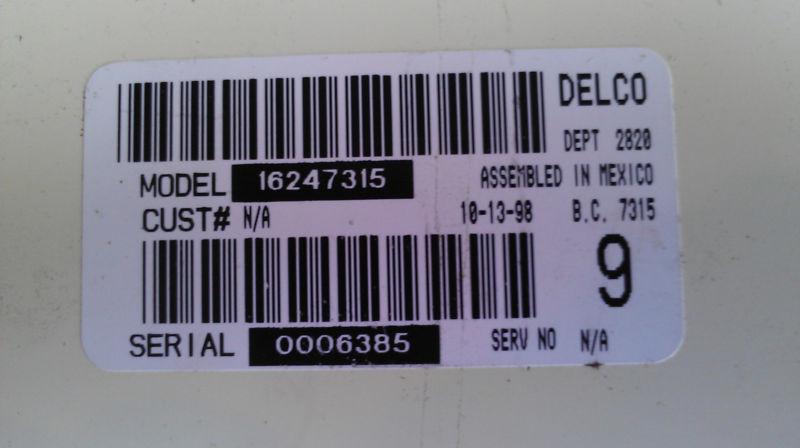 DELCO
DEPT 2820
MODEL 16247315 ASSEMBLED IN MEXICO
CUST# N/A 10-13-98 B.C. 7315
9
SERIAL 0006385 SERV NO N/A